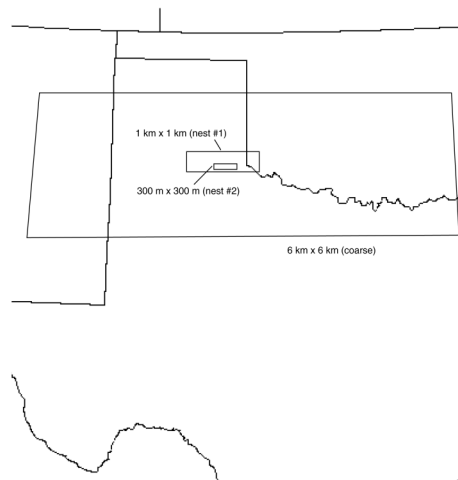 1 km x 1 km (nest #1)
300 m x 300 m (nest #2)
6 km x 6 km (coarse)